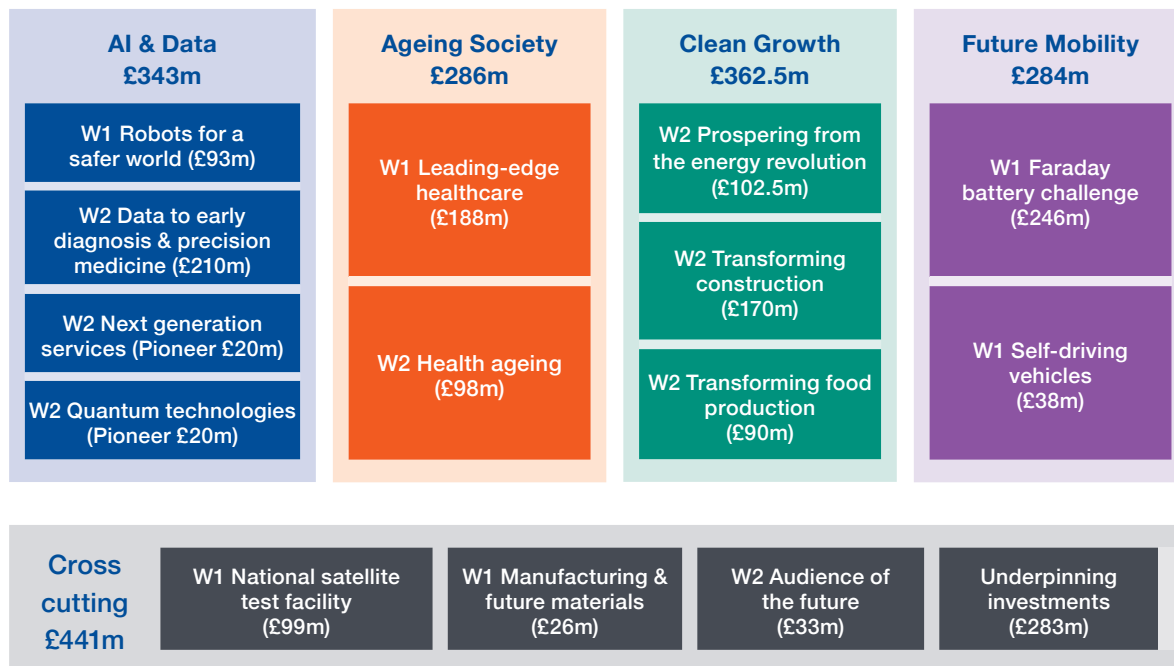 AI & Data
£343m
W1 Robots for a
safer world (£93m)
W2 Data to early
diagnosis & precision
medicine (£210m)
W2 Next generation
services (Pioneer £20m)
W2 Quantum technologies
(Pioneer £20m)
Ageing Society
£286m
W1 Leading-edge
healthcare
(£188m)
W2 Health ageing
(£98m)
Clean Growth
£362.5m
W2 Prospering from
the energy revolution
(£102.5m)
W2 Transforming
construction
(£170m)
W2 Transforming food
production
(£90m)
Future Mobility
£284m
W1 Faraday
battery challenge
(£246m)
W1 Self-driving
vehicles
(£38m)
Cross
cutting
£441m
W1 National satellite
test facility
(£99m)
W1 Manufacturing &
future materials
(£26m)
W2 Audience of
the future
(£33m)
Underpinning
investments
(£283m)